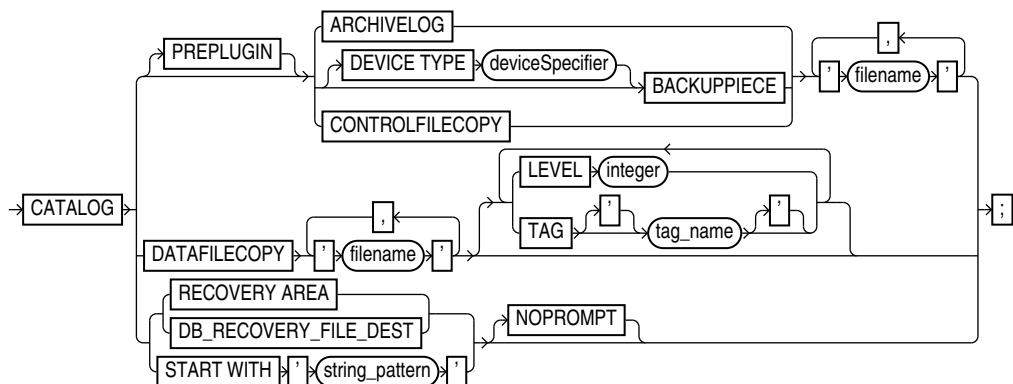 ARCHIVELOG
PREPLUGIN
DEVICE TYPE deviceSpecifier
BACKUPPIECE
,
' filename '
CONTROLFILECOPY
CATALOG
LEVEL integer
TAG ' tag_name '
,
DATAFILECOPY ' filename '
;
RECOVERY AREA
DB_RECOVERY_FILE_DEST
START WITH ' string_pattern '
NOPROMPT